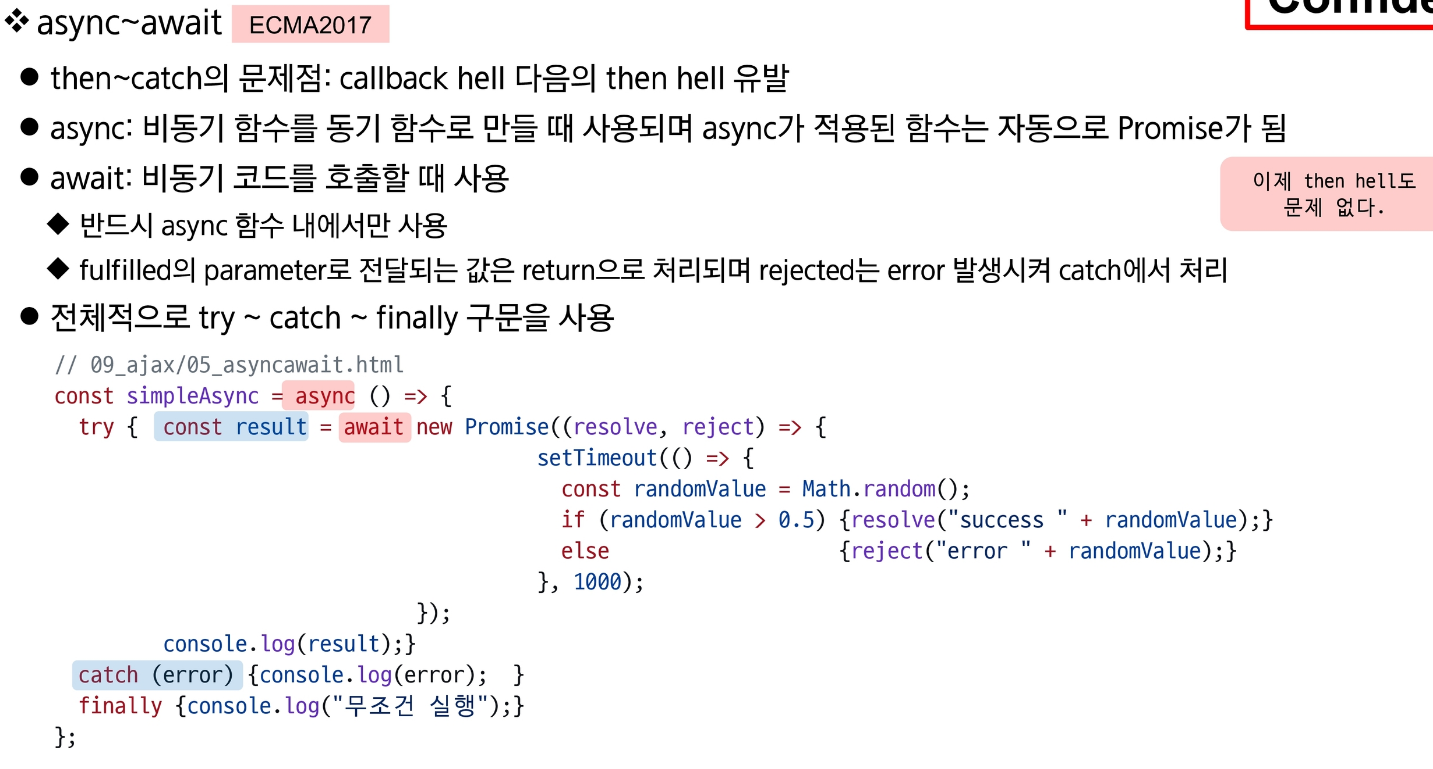 ❖ async~await ECMA2017
● then~catch의 문제점: callback hell 다음의 then hell 유발
● async: 비동기 함수를 동기 함수로 만들 때 사용되며 async가 적용된 함수는 자동으로 Promise가 됨
● await: 비동기 코드를 호출할 때 사용
이제 then hell도
문제 없다.
◆ 반드시 async 함수 내에서만 사용
◆ fulfilled의 parameter로 전달되는 값은 return으로 처리되며 rejected는 error 발생시켜 catch에서 처리
● 전체적으로 try ~ catch ~ finally 구문을 사용
// 09_ajax/05_asyncawait.html
const simpleAsync = async () => {
try { const result = await new Promise((resolve, reject) => {
setTimeout(() => {
const randomValue = Math.random();
if (randomValue > 0.5) {resolve("success " + randomValue);}
else {reject("error " + randomValue);}
}, 1000);
});
console.log(result);}
catch (error) {console.log(error); }
finally {console.log("무조건 실행");}
};